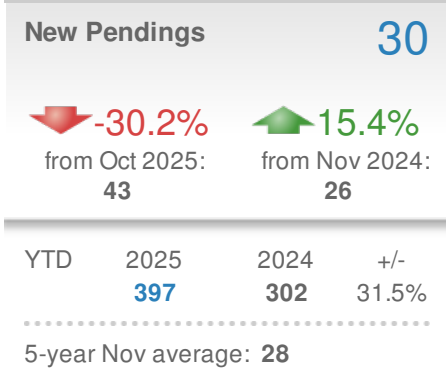 New Pendings 30
-30.2% 15.4%
from Oct 2025: from Nov 2024:
43 26
YTD 2025 2024 +/-
397 302 31.5%
5-year Nov average: 28